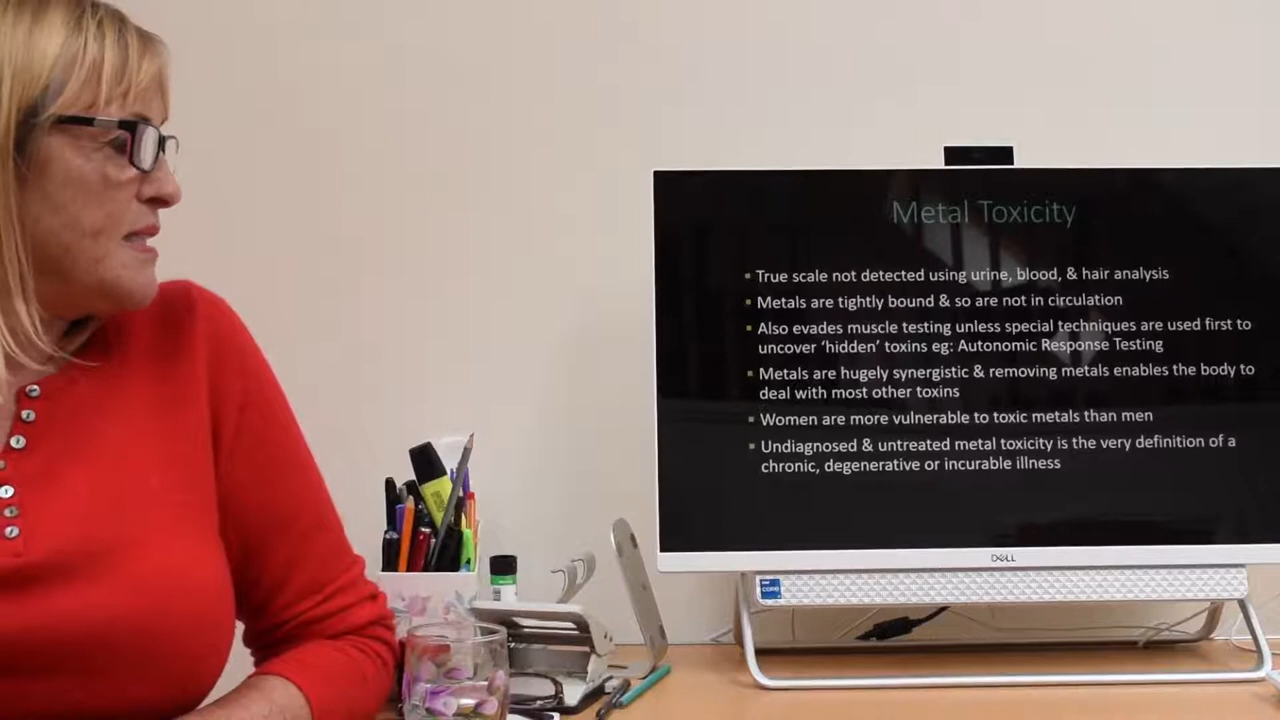 Metal Toxicity
True scale not detected using urine, blood, & hair analysis
Metals are tightly bound & so are not in circulation
Also evades muscle testing unless special techniques are used first to
uncover ‘hidden’ toxins eg: Autonomic Response Testing
Metals are hugely synergistic & removing metals enables the body to
deal with most other toxins
Women are more vulnerable to toxic metals than men
Undiagnosed & untreated metal toxicity is the very definition of a
chronic, degenerative or incurable illness
DELL
CORE